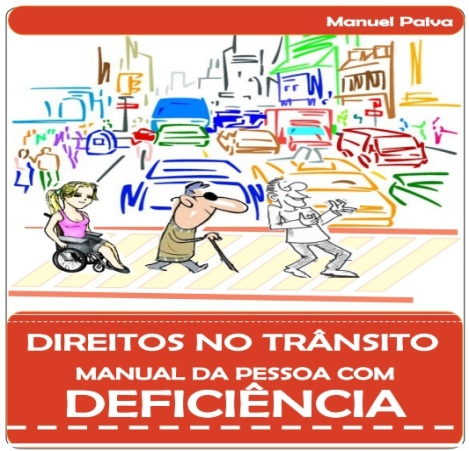 Manuel Paiva
DIREITOS NO TRÂNSITO
MANUAL DA PESSOA COM
DEFICIÊNCIA